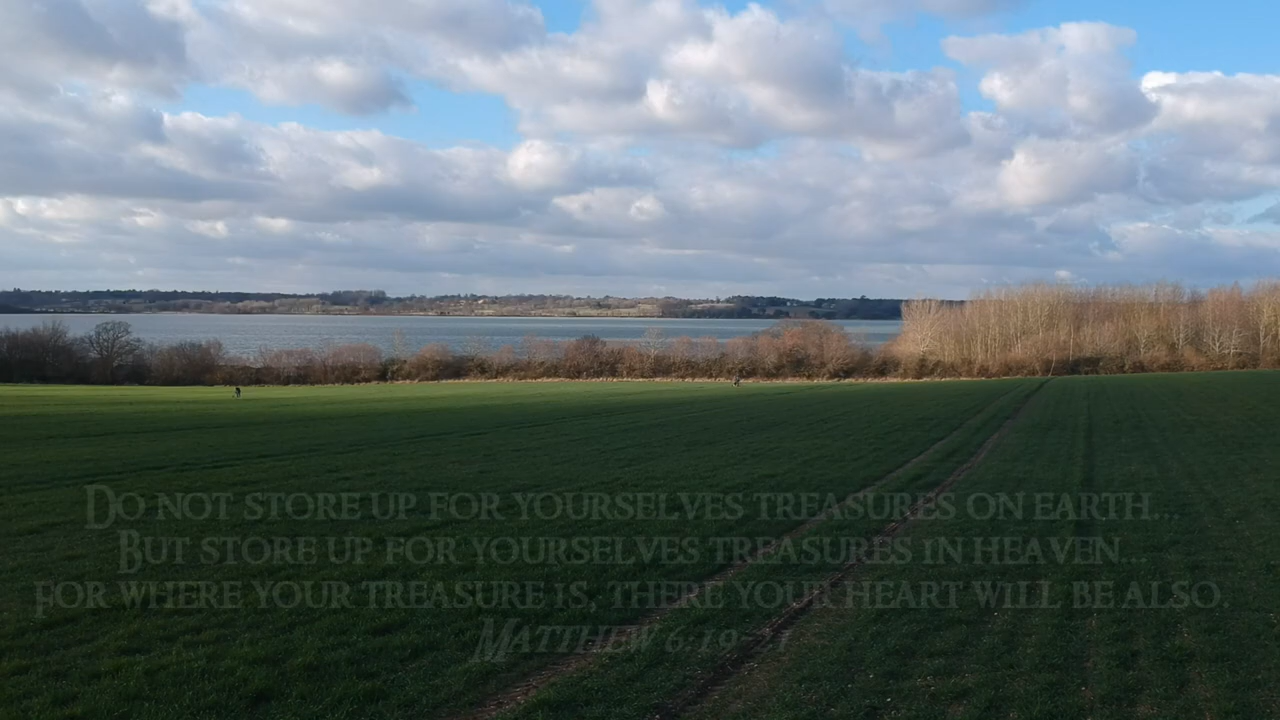 Do not store up for yourselves treasures on earth...
But store up for yourselves treasures in heaven...
for where your treasure is, there your heart will be also.
Matthew 6:19-